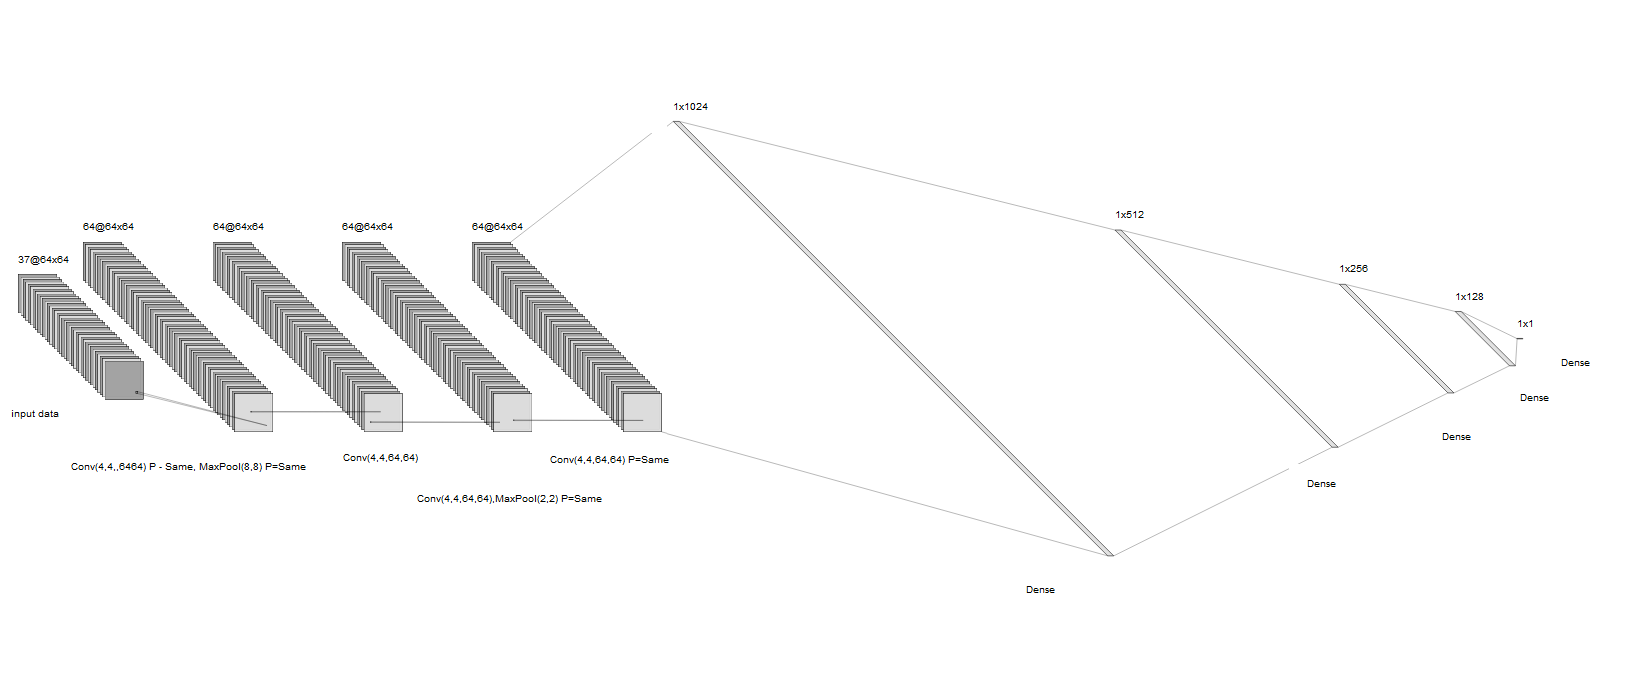 1x1024
1x512
64@64x64
64@64x64
64@64x64
64@64x64
37@64x64
1x256
1x128
1x1
Dense
Dense
input data
Dense
Conv(4,4,64,64)
Conv(4,4,64,64) P=Same
Conv(4,4,,6464) P - Same, MaxPool(8,8) P=Same
Dense
Conv(4,4,64,64),MaxPool(2,2) P=Same
Dense